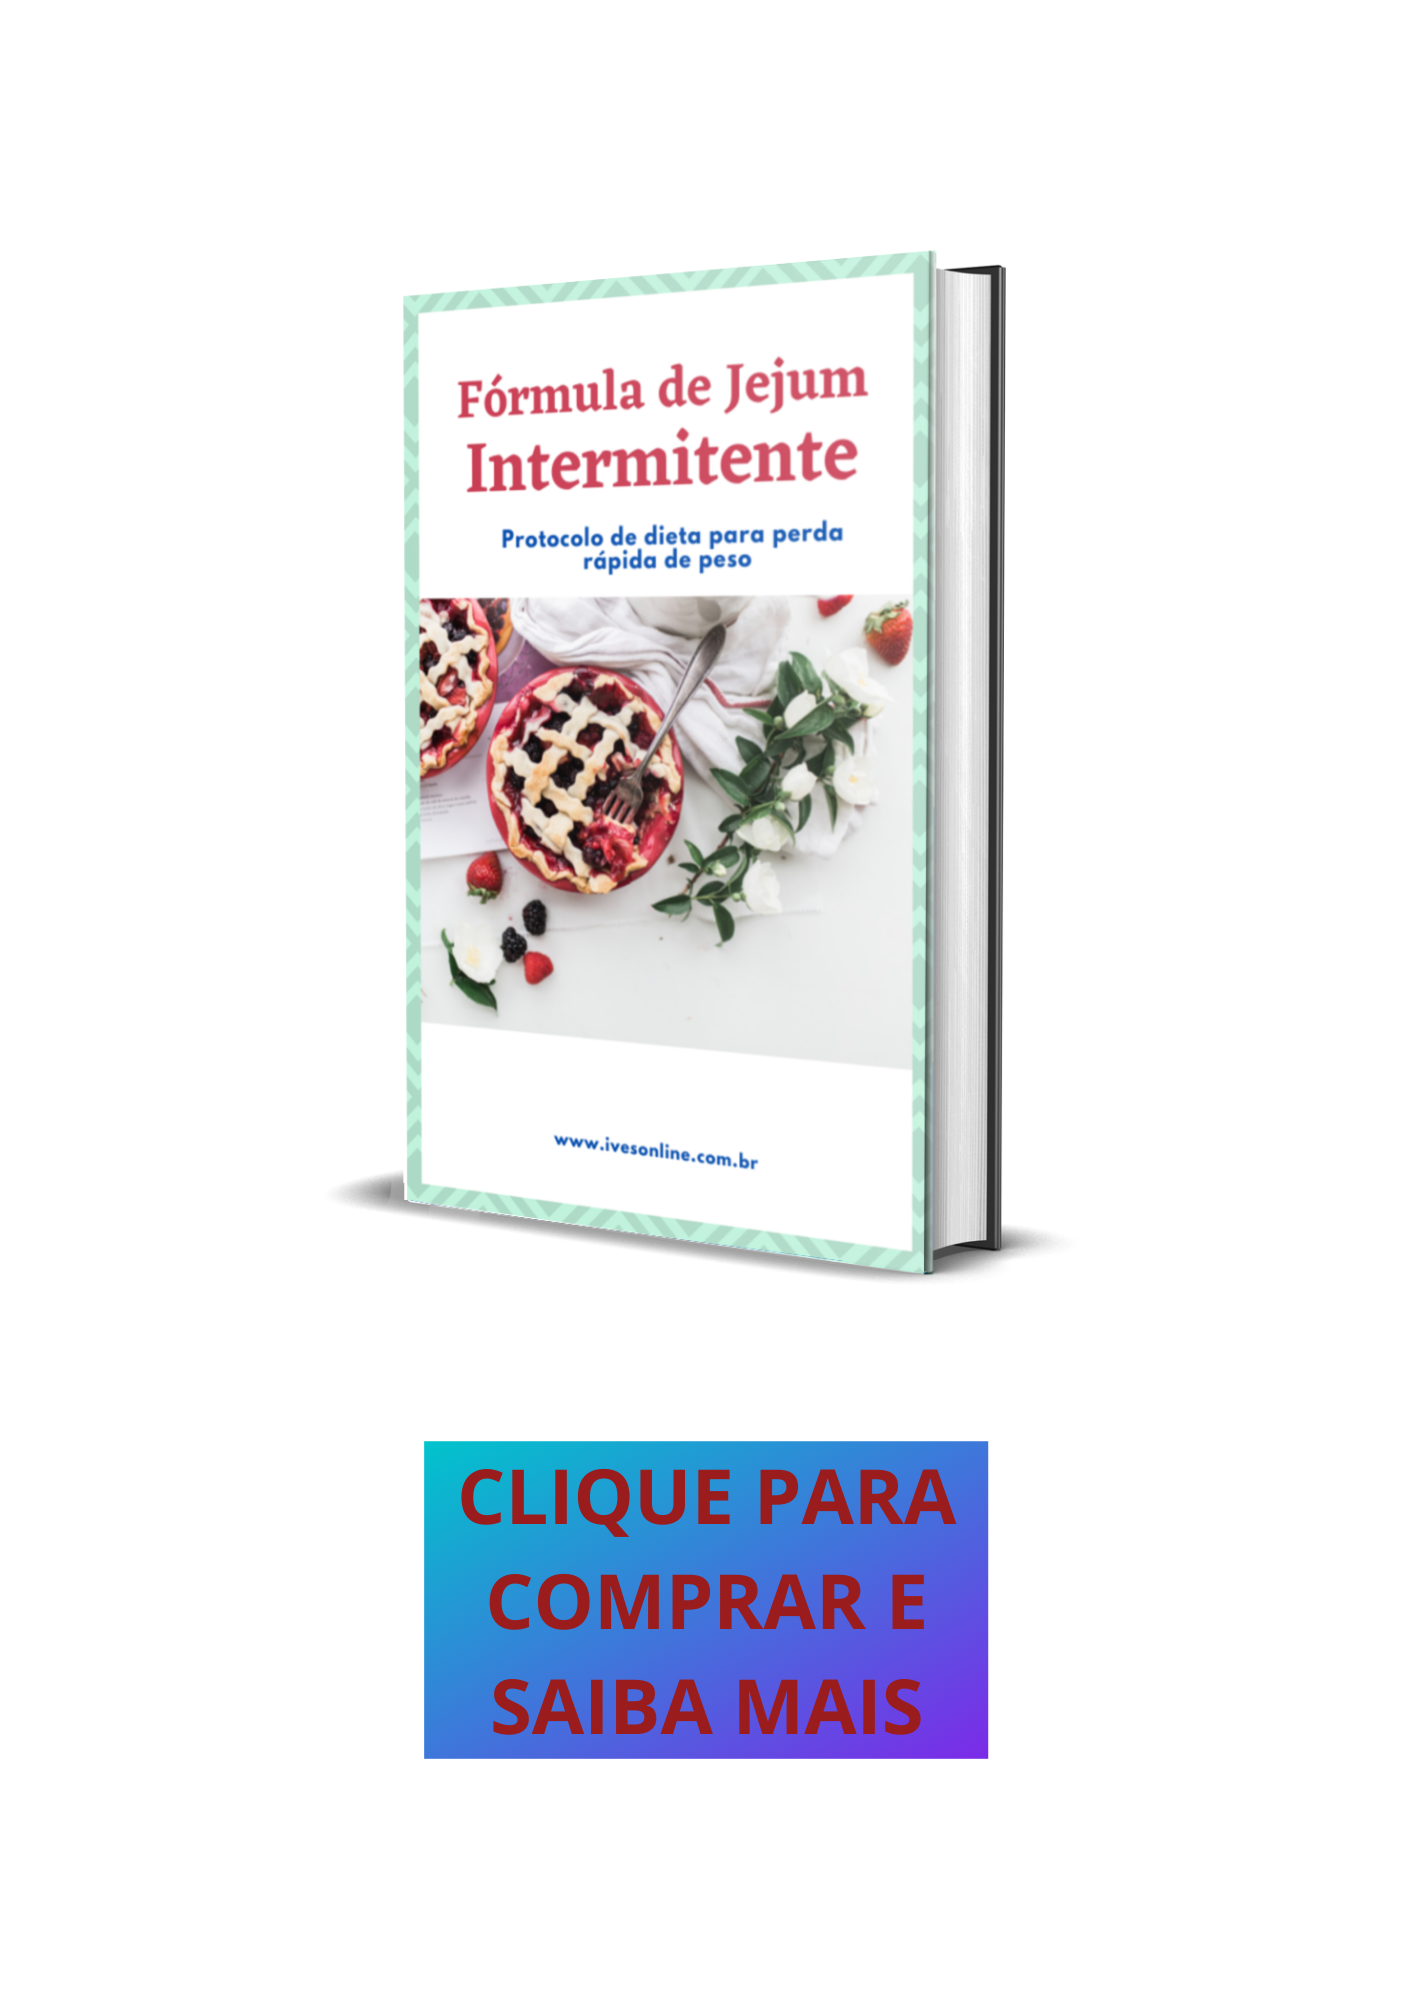 Fórmula de Jejum
Intermitente
Protocolo de dieta para perda
rápida de peso
www.ivesonline.com.br
CLIQUE PARA
COMPRAR E
SAIBA MAIS